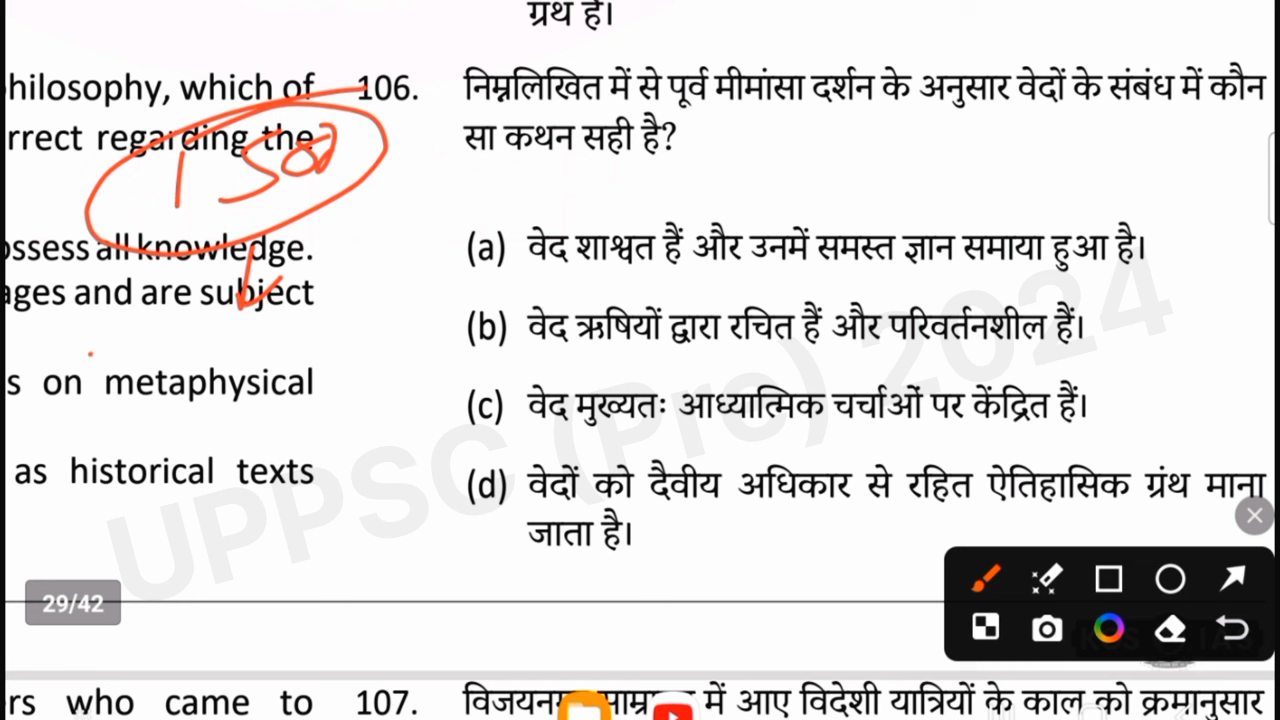 ग्रंथ है।
hilosophy, which of
106. निम्नलिखित में से पूर्व मीमांसा दर्शन के अनुसार वेदों के संबंध में कौन
rrect regarding the
सा कथन सही है?
1500
ossess all knowledge.
(a) वेद शाश्वत हैं और उनमें समस्त ज्ञान समाया हुआ है।
ages and are subject
(b) वेद ऋषियों द्वारा रचित हैं और परिवर्तनशील हैं।
s on metaphysical
(c) वेद मुख्यतः आध्यात्मिक चर्चाओं पर केंद्रित हैं।
as historical texts
(d) वेदों को दैवीय अधिकार से रहित ऐतिहासिक ग्रंथ माना
जाता है।
UPPSC (Pre) 2024
29/42
rs who came to
107. में आए विदेशी यात्रियों के काल को क्रमानुसार